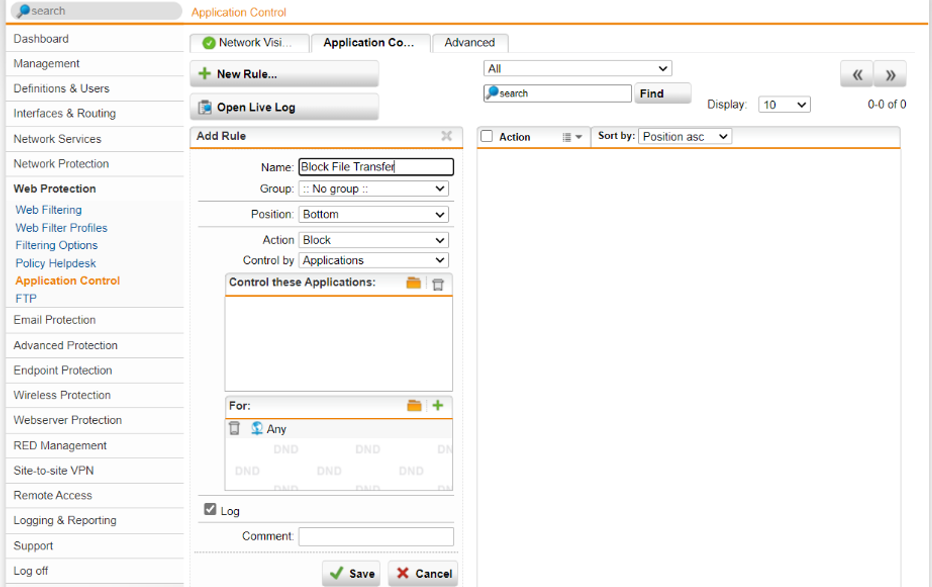 search
Application Control
Dashboard
Management
Definitions & Users
Interfaces & Routing
Network Services
Network Protection
Web Protection
Web Filtering
Web Filter Profiles
Filtering Options
Policy Helpdesk
Application Control
FTP
Email Protection
Advanced Protection
Endpoint Protection
Wireless Protection
Webserver Protection
RED Management
Site-to-site VPN
Remote Access
Logging & Reporting
Support
Log off
Network Visi...
Application Co...
Advanced
New Rule...
Open Live Log
All
search
Find
Display: 10
0-0 of 0
Add Rule
Name: Block File Transfer
Group: :: No group ::
Position: Bottom
Action Block
Control by Applications
Control these Applications:
For:
Any
DND DND DN
DND DND DND
DND DND DN
Log
Comment:
Save Cancel
Action
Sort by: Position asc